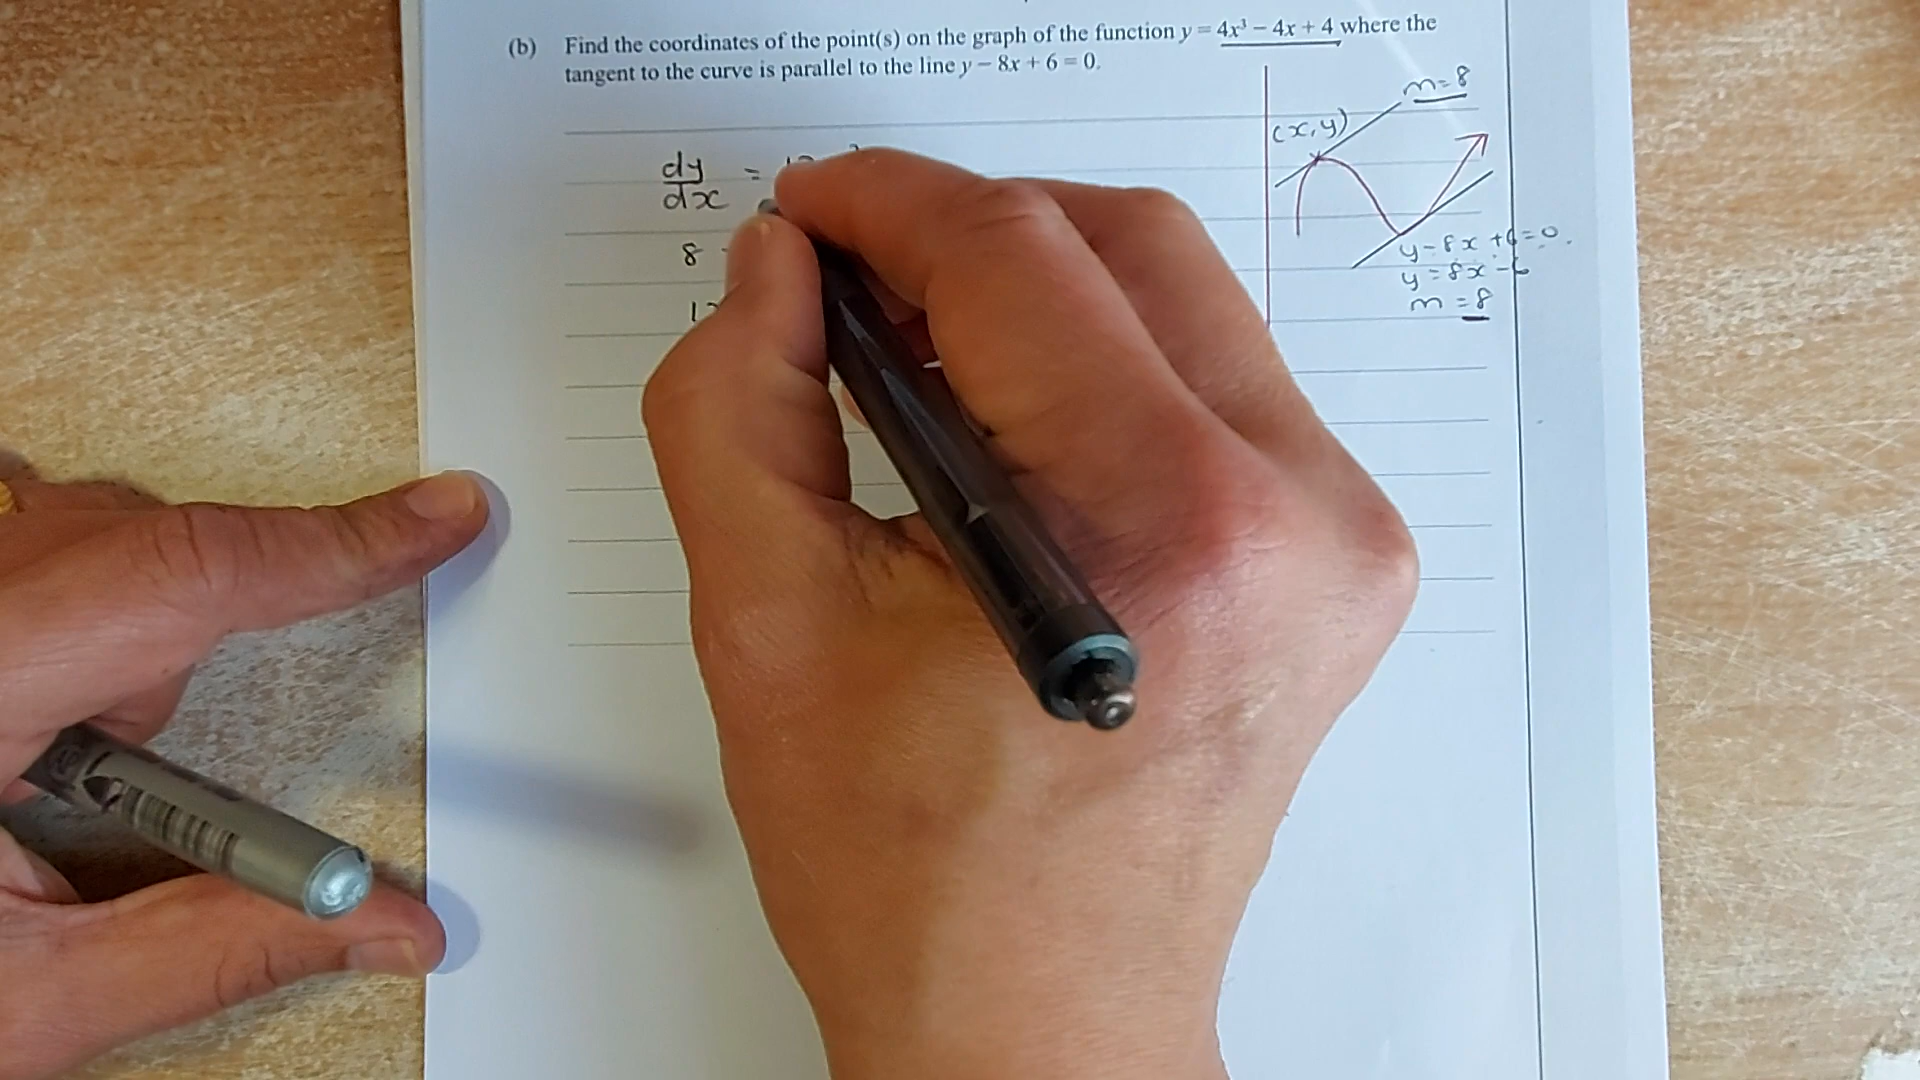 (b) Find the coordinates of the point(s) on the graph of the function y = 4x³ − 4x + 4 where the
tangent to the curve is parallel to the line y − 8x + 6 = 0.
m=8
(x,y)
dy
dx
=
8
y-8x +6=0.
y=8x-6
m=8